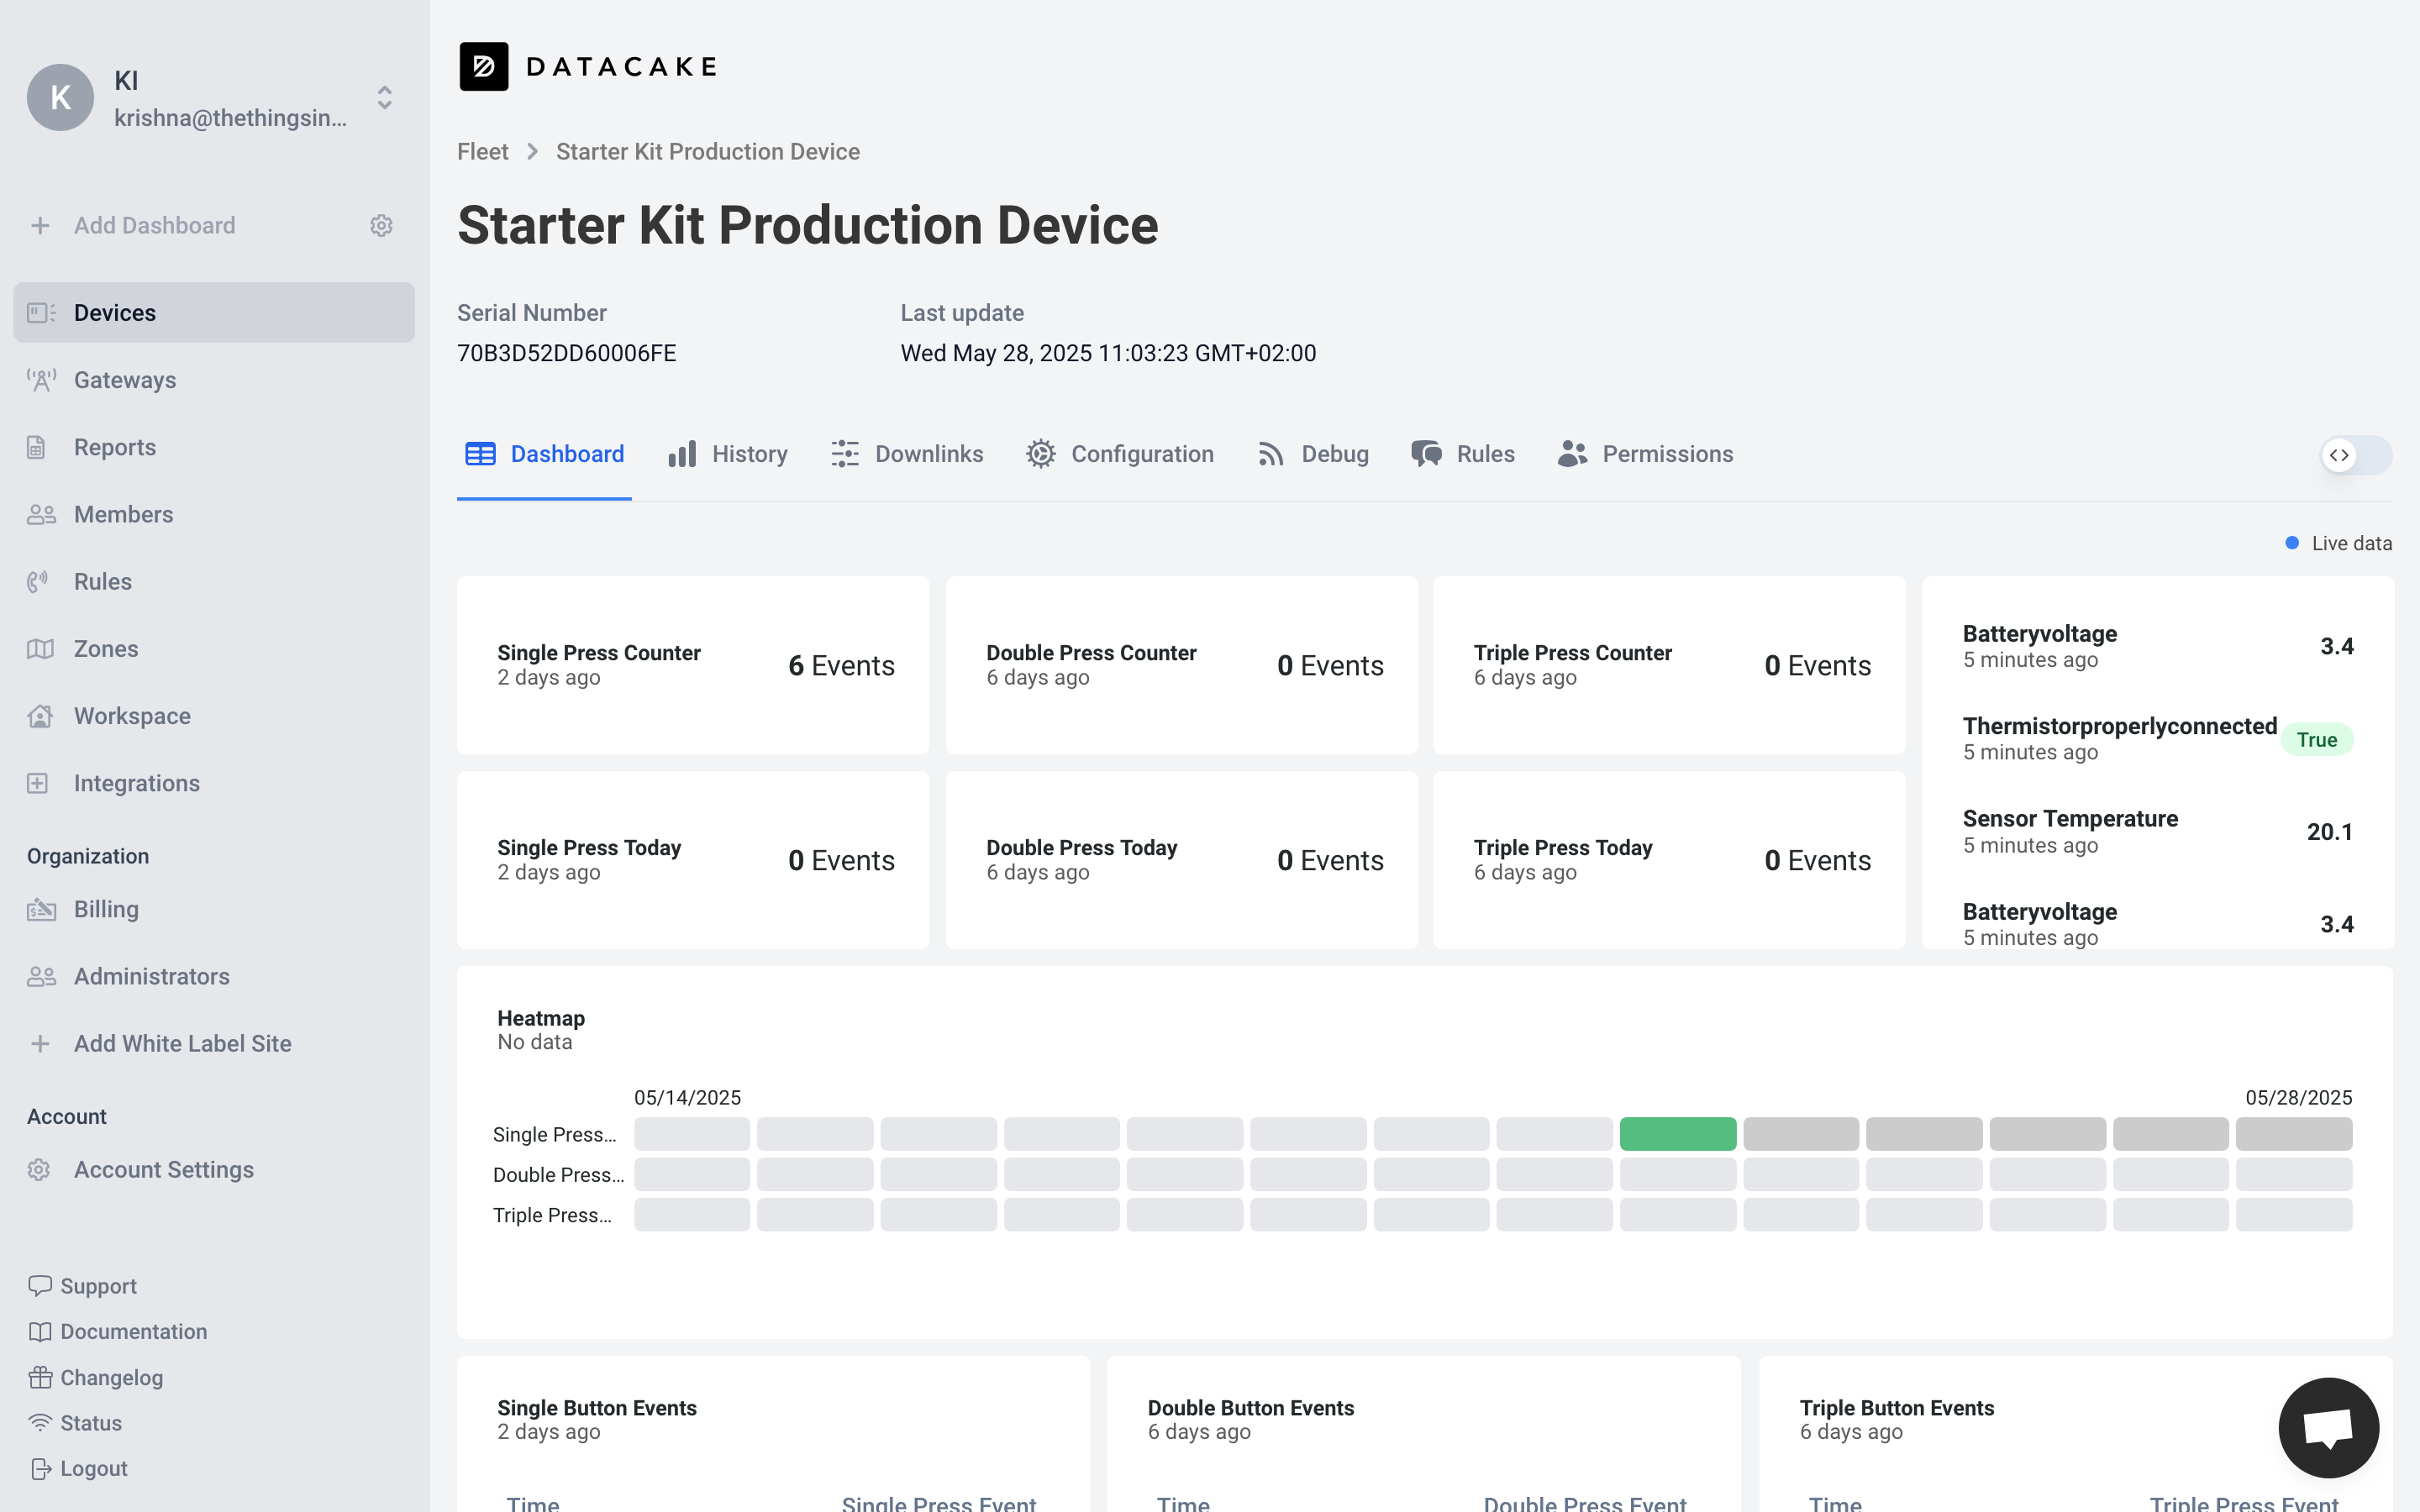 K
KI
krishna@thethingsin...
Add Dashboard
Devices
Gateways
Reports
Members
Rules
Zones
Workspace
Integrations
Organization
Billing
Administrators
Add White Label Site
Account
Account Settings
Support
Documentation
Changelog
Status
Logout
DATACAKE
Fleet > Starter Kit Production Device
Starter Kit Production Device
Serial Number
70B3D52DD60006FE
Last update
Wed May 28, 2025 11:03:23 GMT+02:00
Dashboard History Downlinks Configuration Debug Rules Permissions
Live data
Single Press Counter
2 days ago
6 Events
Double Press Counter
6 days ago
0 Events
Triple Press Counter
6 days ago
0 Events
Batteryvoltage
5 minutes ago
3.4
Thermistorproperlyconnected
5 minutes ago
True
Sensor Temperature
5 minutes ago
20.1
Batteryvoltage
5 minutes ago
3.4
Single Press Today
2 days ago
0 Events
Double Press Today
6 days ago
0 Events
Triple Press Today
6 days ago
0 Events
Heatmap
No data
05/14/2025 05/28/2025
Single Press...
Double Press...
Triple Press...
Single Button Events
2 days ago
Time Single Press Event
Double Button Events
6 days ago
Time Double Press Event
Triple Button Events
6 days ago
Time Triple Press Event